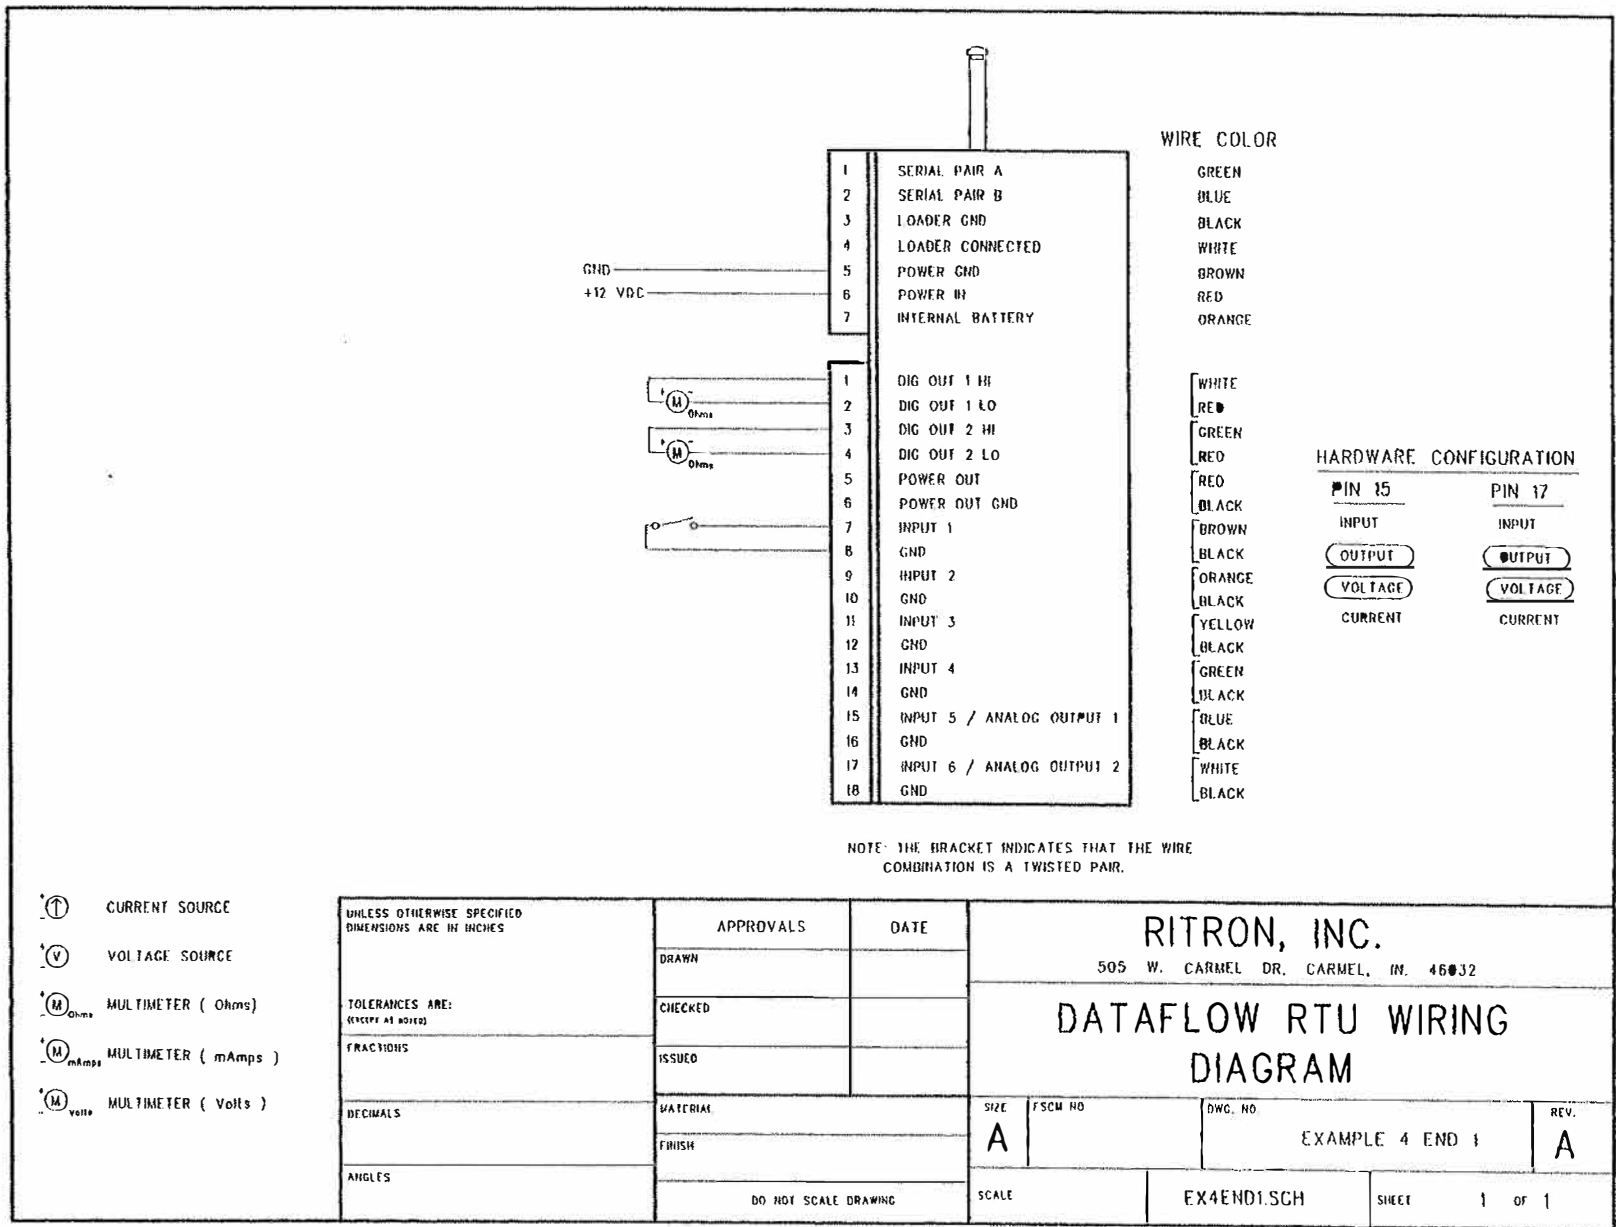 WIRE COLOR
1 SERIAL PAIR A GREEN
2 SERIAL PAIR B BLUE
3 LOADER GND BLACK
4 LOADER CONNECTED WHITE
GND 5 POWER GND BROWN
+12 VDC 6 POWER IN RED
7 INTERNAL BATTERY ORANGE
1 DIG OUT 1 HI WHITE
+ M - Ohms 2 DIG OUT 1 LO RED
3 DIG OUT 2 HI GREEN
+ M - Ohms 4 DIG OUT 2 LO RED
5 POWER OUT RED
6 POWER OUT GND BLACK
7 INPUT 1 BROWN
8 GND BLACK
9 INPUT 2 ORANGE
10 GND BLACK
11 INPUT 3 YELLOW
12 GND BLACK
13 INPUT 4 GREEN
14 GND BLACK
15 INPUT 5 / ANALOG OUTPUT 1 BLUE
16 GND BLACK
17 INPUT 6 / ANALOG OUTPUT 2 WHITE
18 GND BLACK
HARDWARE CONFIGURATION
PIN 15 PIN 17
INPUT INPUT
OUTPUT OUTPUT
VOLTAGE VOLTAGE
CURRENT CURRENT
NOTE: THE BRACKET INDICATES THAT THE WIRE
COMBINATION IS A TWISTED PAIR.
CURRENT SOURCE
V VOLTAGE SOURCE
M Ohms MULTIMETER ( Ohms)
M mAmps MULTIMETER ( mAmps )
M Volts MULTIMETER ( Volts )
UNLESS OTHERWISE SPECIFIED
DIMENSIONS ARE IN INCHES
TOLERANCES ARE:
(EXCEPT AS NOTED)
FRACTIONS
DECIMALS
ANGLES
APPROVALS DATE
DRAWN
CHECKED
ISSUED
MATERIAL
FINISH
DO NOT SCALE DRAWING
RITRON, INC.
505 W. CARMEL DR. CARMEL, IN. 46032
DATAFLOW RTU WIRING
DIAGRAM
SIZE A
FSCM NO
DWG. NO. EXAMPLE 4 END 1
REV. A
SCALE
EX4END1.SCH
SHEET 1 OF 1